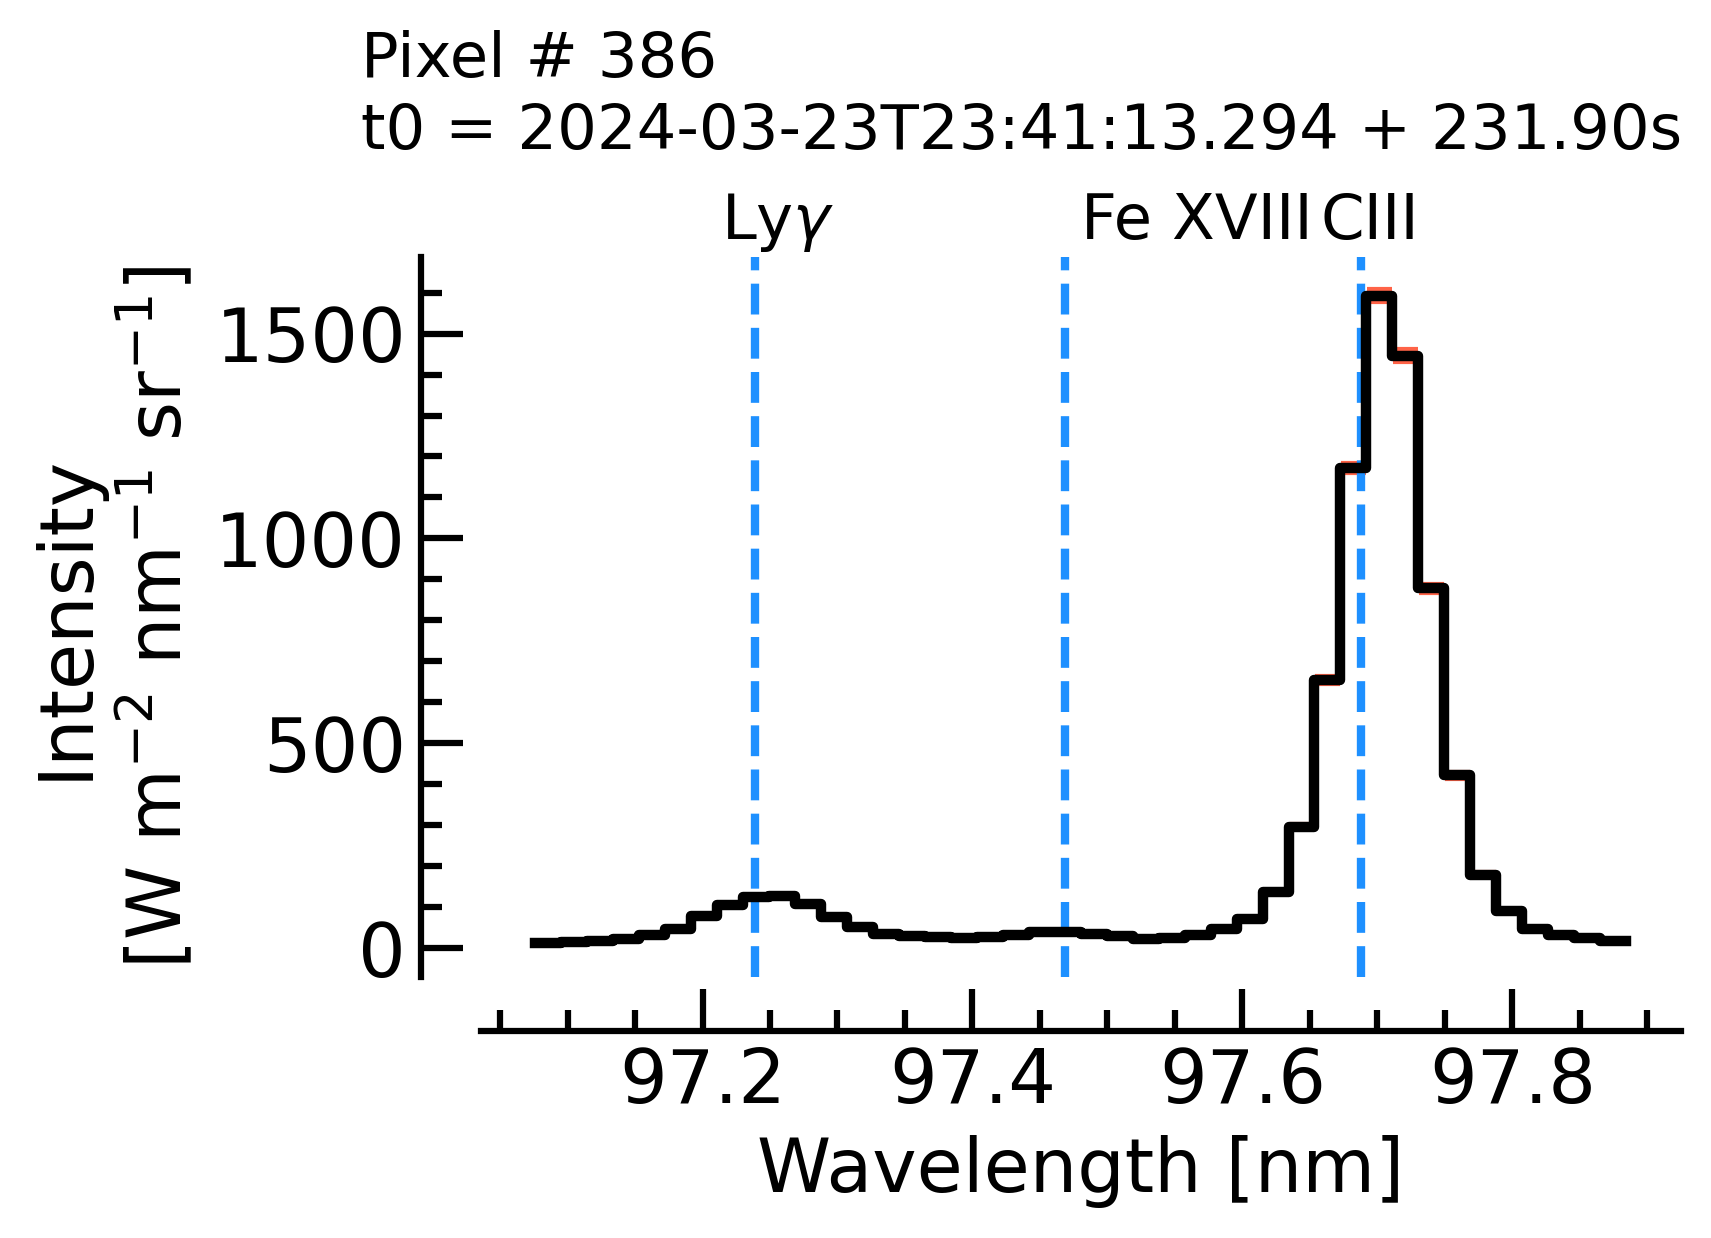 Pixel # 386
t0 = 2024-03-23T23:41:13.294 + 231.90s
Lyγ Fe XVIII CIII
Intensity
[W m⁻² nm⁻¹ sr⁻¹]
1500
1000
500
0
97.2 97.4 97.6 97.8
Wavelength [nm]